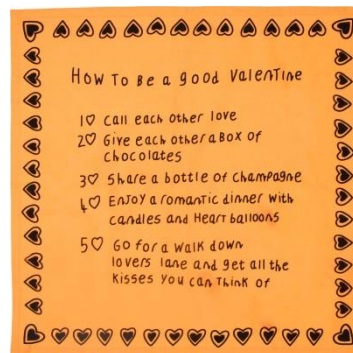 How To Be a good Valentine
1♡ Call each other love
2♡ Give each other a Box of
chocolates
3♡ Share a bottle of champagne
4♡ Enjoy a romantic dinner with
candles and Heart balloons
5♡ Go for a walk down
lovers lane and get all the
kisses you can Think of